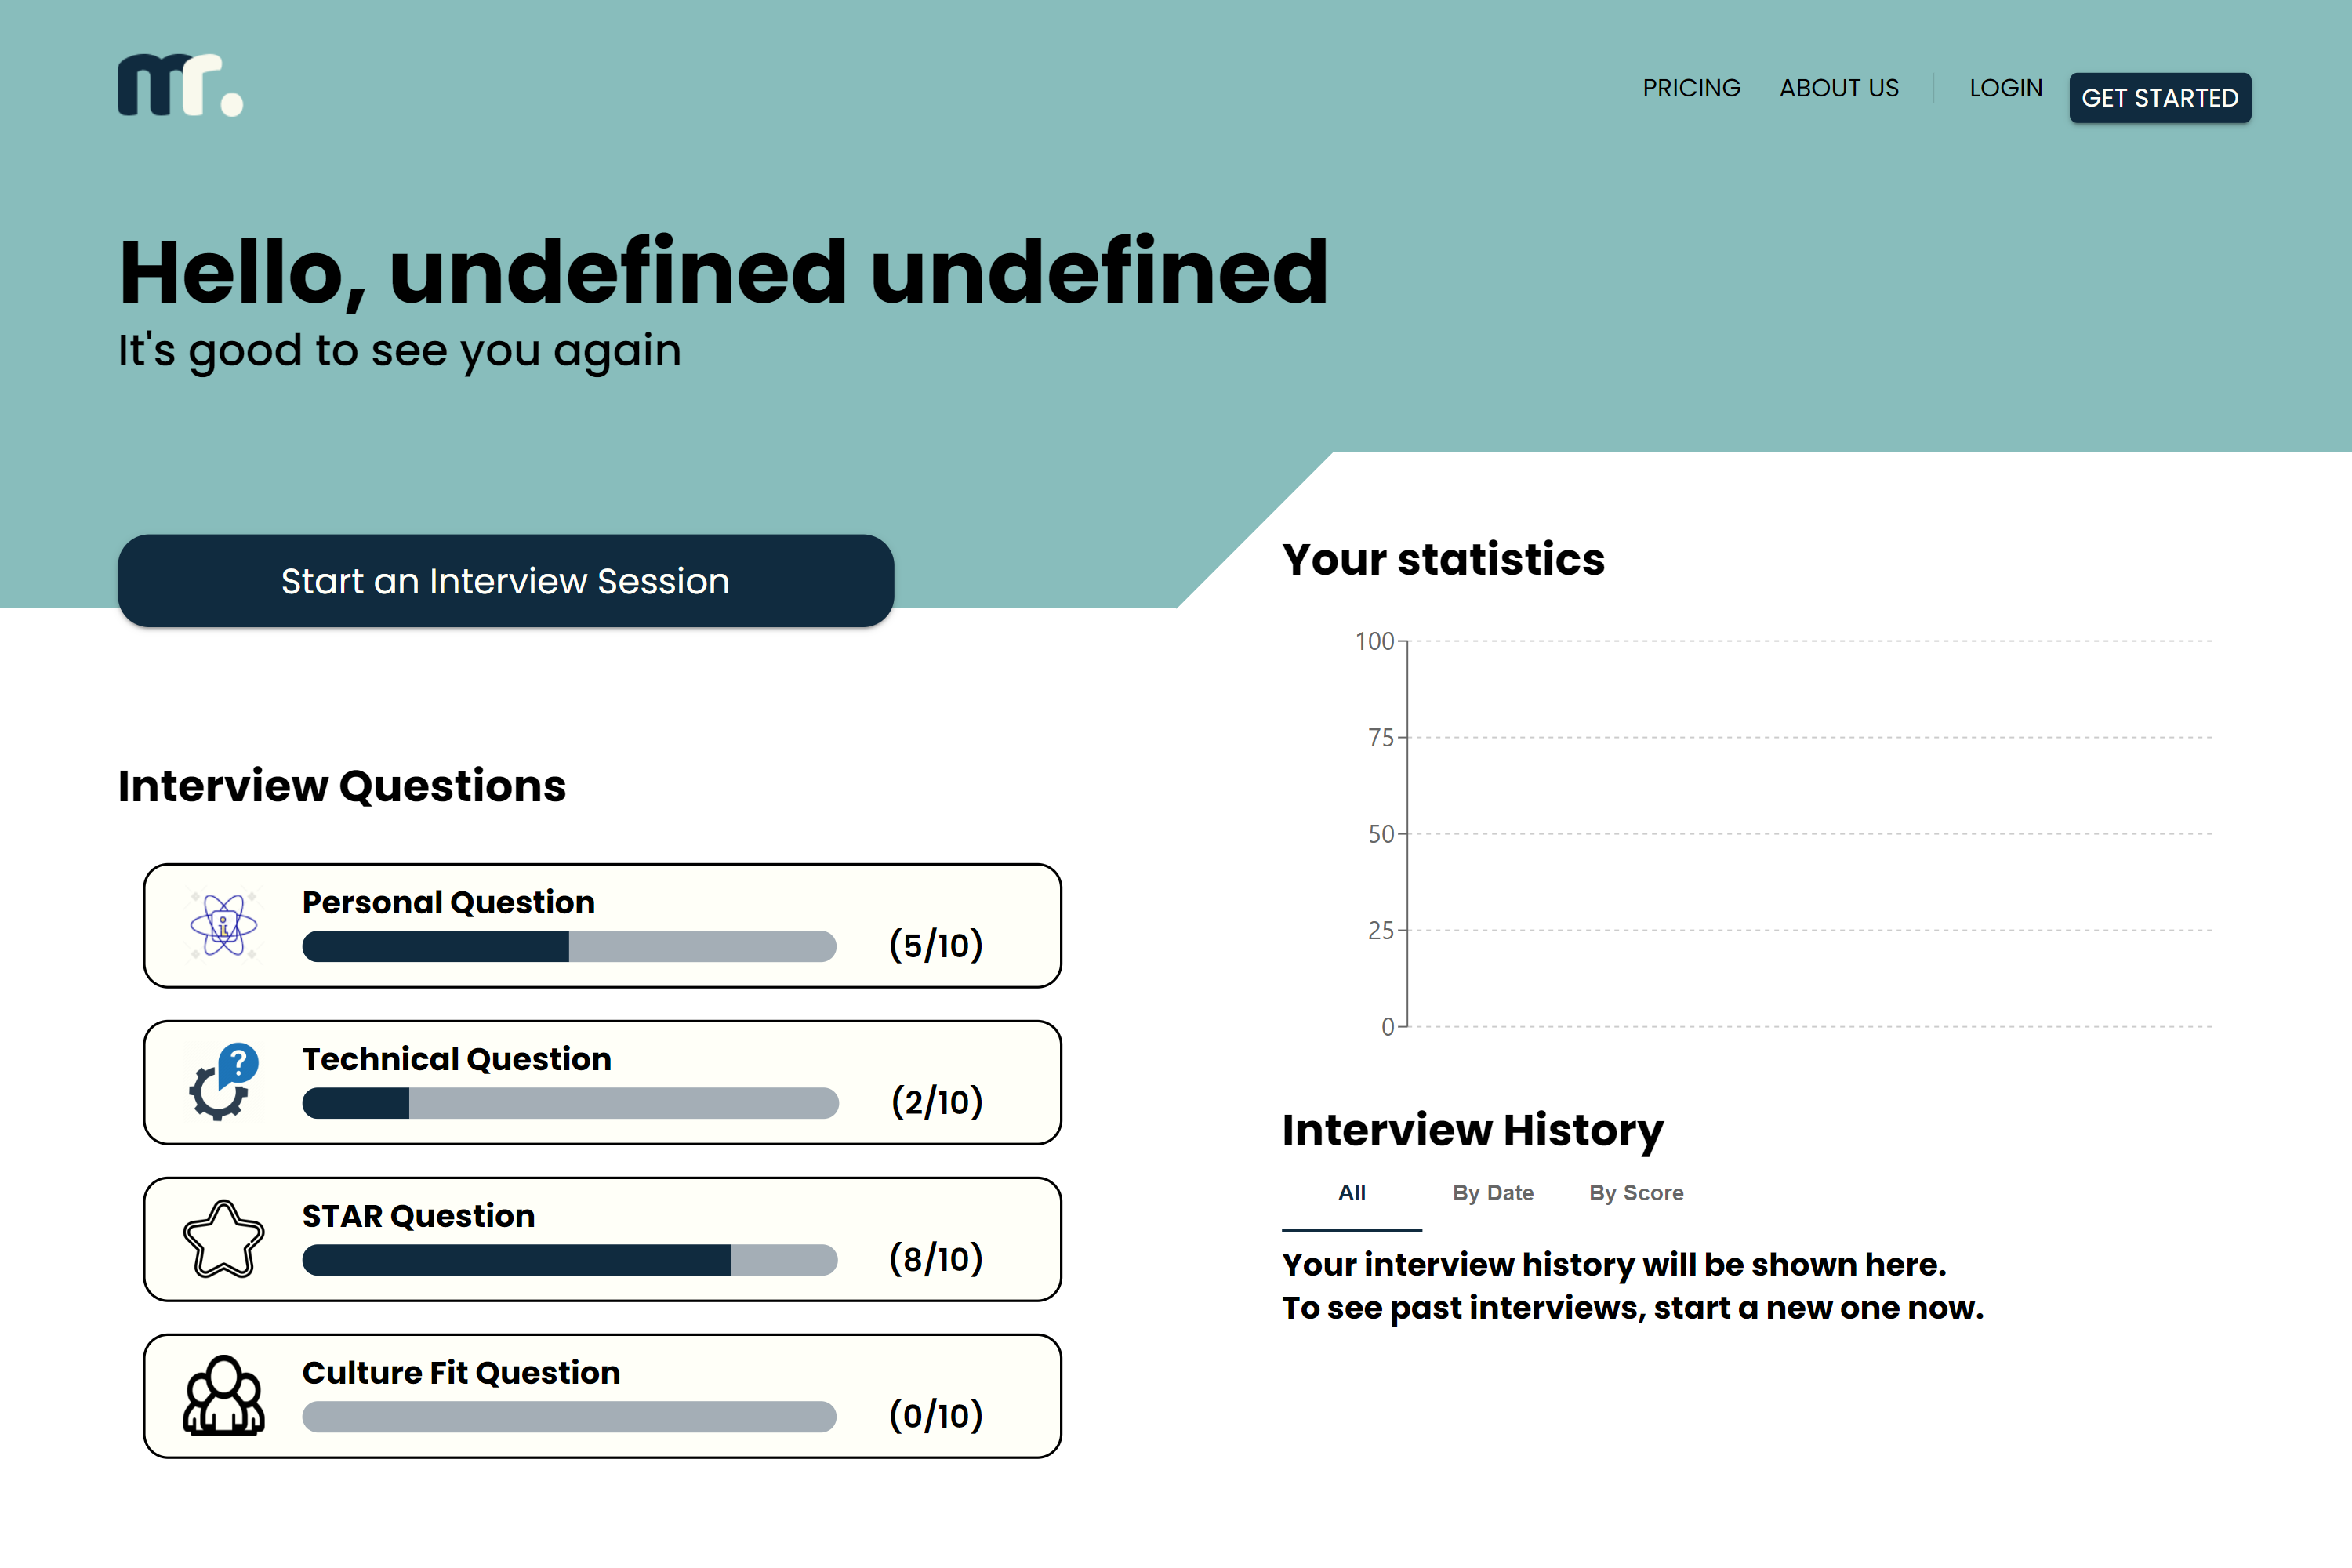 mr.
PRICING
ABOUT US
LOGIN
GET STARTED
Hello, undefined undefined
It's good to see you again
Start an Interview Session
Interview Questions
Personal Question
(5/10)
Technical Question
(2/10)
STAR Question
(8/10)
Culture Fit Question
(0/10)
Your statistics
100
75
50
25
0
Interview History
All
By Date
By Score
Your interview history will be shown here.
To see past interviews, start a new one now.